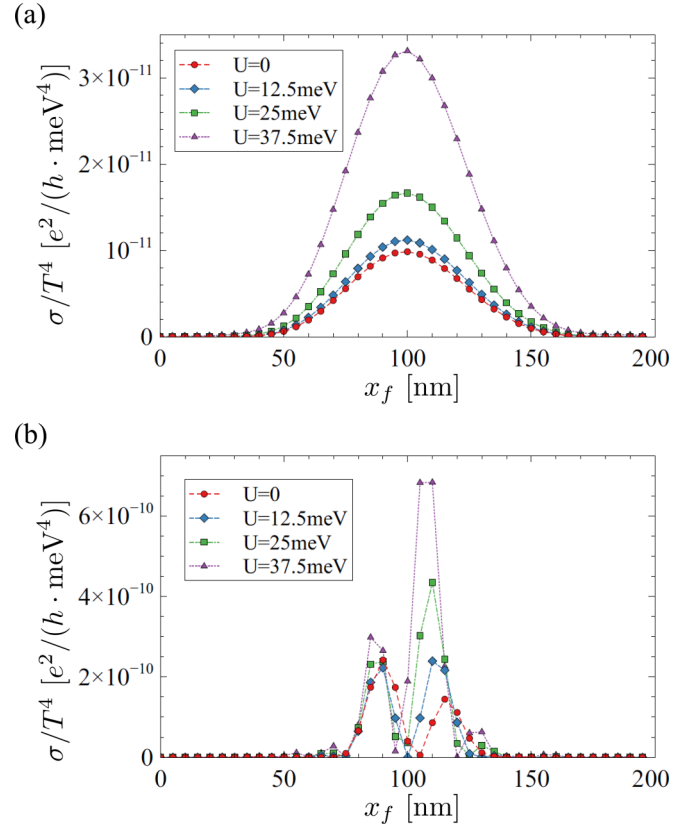 (a)
σ/T⁴ [e²/(h · meV⁴)]
U=0
U=12.5meV
U=25meV
U=37.5meV
3×10⁻¹¹
2×10⁻¹¹
10⁻¹¹
0
0 50 100 150 200
x_f [nm]
(b)
σ/T⁴ [e²/(h · meV⁴)]
U=0
U=12.5meV
U=25meV
U=37.5meV
6×10⁻¹⁰
4×10⁻¹⁰
2×10⁻¹⁰
0
0 50 100 150 200
x_f [nm]